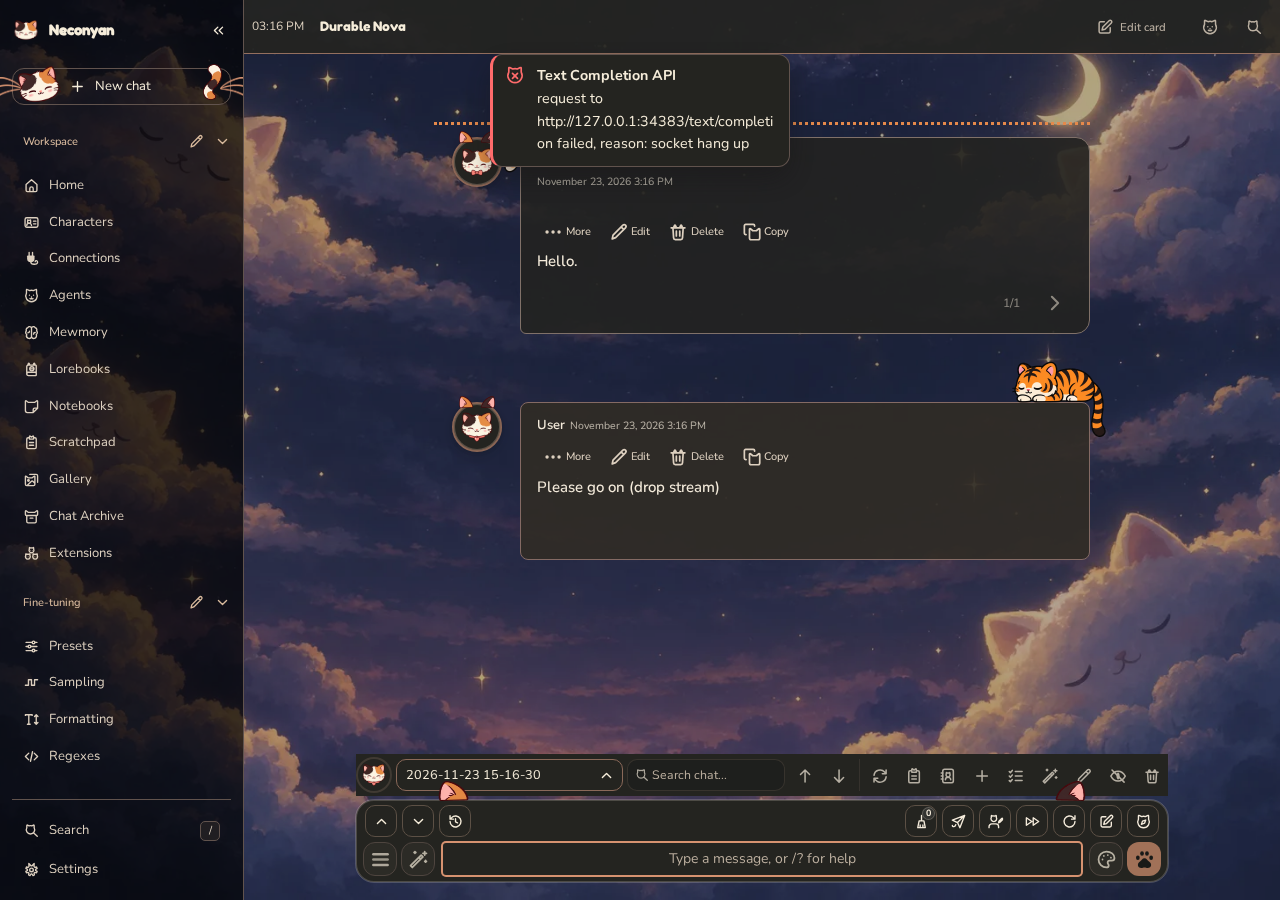 Neconyan
03:16 PM
Durable Nova
Edit card
New chat
Workspace
Home
Characters
Connections
Agents
Mewmory
Lorebooks
Notebooks
Scratchpad
Gallery
Chat Archive
Extensions
Fine-tuning
Presets
Sampling
Formatting
Regexes
Search
/
Settings
Text Completion API
request to
http://127.0.0.1:34383/text/completi
on failed, reason: socket hang up
November 23, 2026 3:16 PM
More
Edit
Delete
Copy
Hello.
1/1
User November 23, 2026 3:16 PM
More
Edit
Delete
Copy
Please go on (drop stream)
2026-11-23 15-16-30
Search chat...
0
Type a message, or /? for help